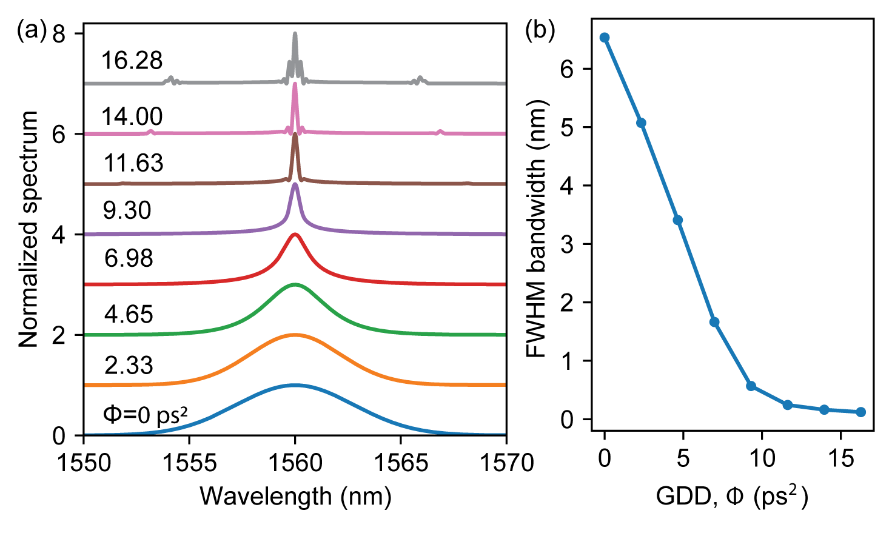 (a)
Normalized spectrum
8
6
4
2
0
16.28
14.00
11.63
9.30
6.98
4.65
2.33
Φ=0 ps²
1550 1555 1560 1565 1570
Wavelength (nm)
(b)
FWHM bandwidth (nm)
6
5
4
3
2
1
0
0 5 10 15
GDD, Φ (ps²)